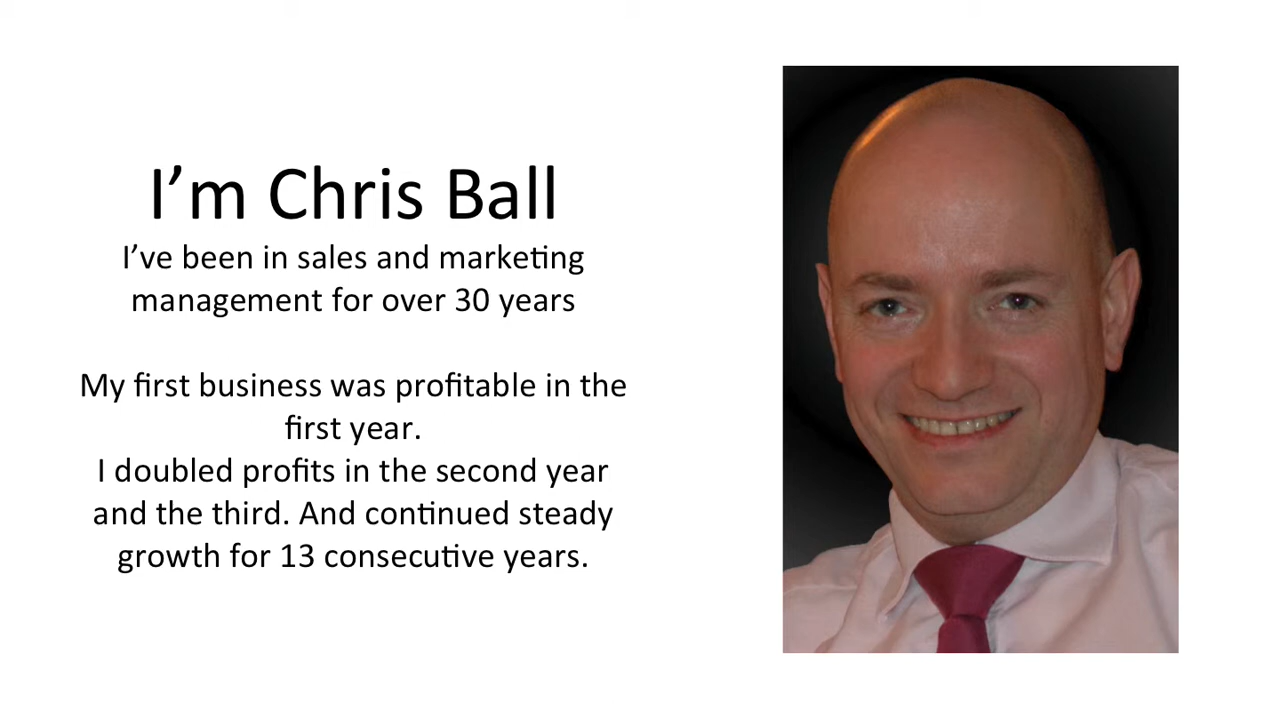 I’m Chris Ball
I’ve been in sales and marketing
management for over 30 years
My first business was profitable in the
first year.
I doubled profits in the second year
and the third. And continued steady
growth for 13 consecutive years.